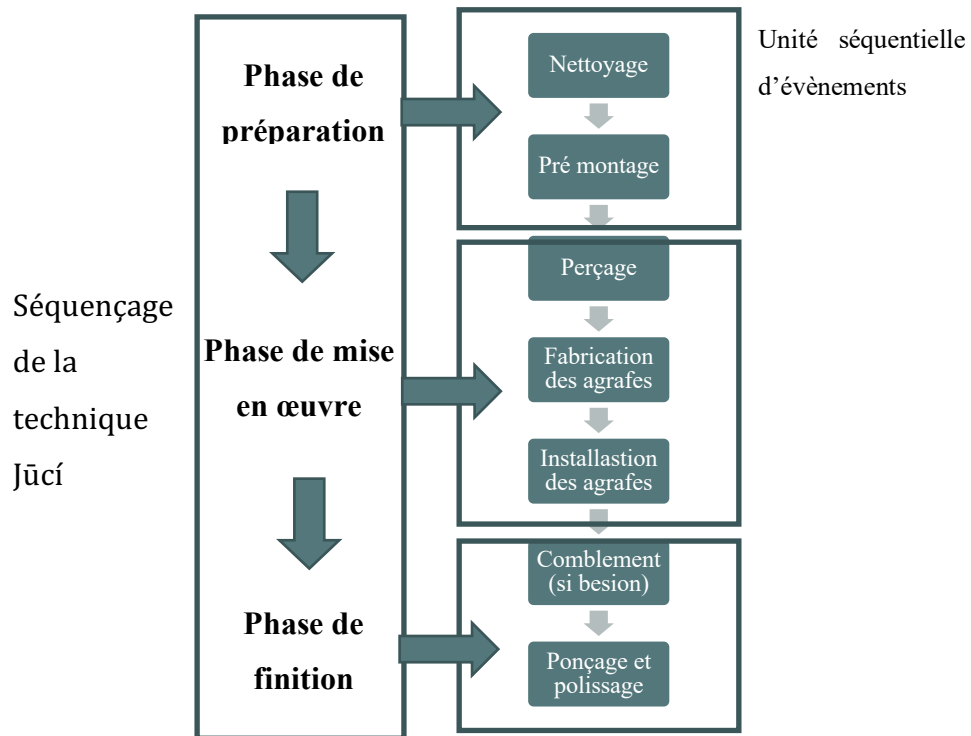 Séquençage
de la
technique
Jūcí
Phase de
préparation
Phase de mise
en œuvre
Phase de
finition
Unité séquentielle
d’évènements
Nettoyage
Pré montage
Perçage
Fabrication
des agrafes
Installastion
des agrafes
Comblement
(si besion)
Ponçage et
polissage